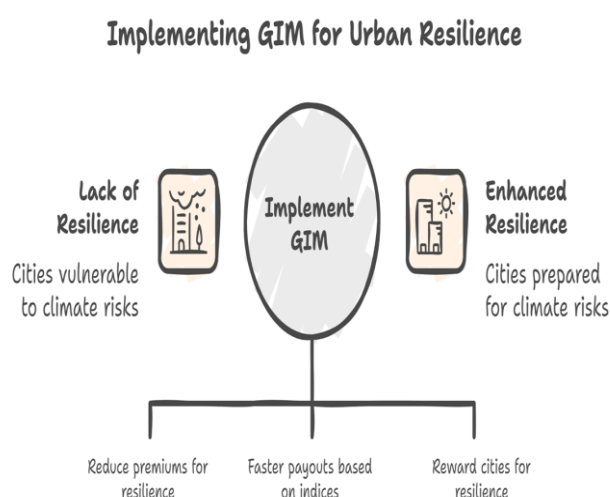 Implementing GIM for Urban Resilience
Lack of
Resilience
Cities vulnerable
to climate risks
Implement
GIM
Enhanced
Resilience
Cities prepared
for climate risks
Reduce premiums for
resilience
Faster payouts based
on indices
Reward cities for
resilience